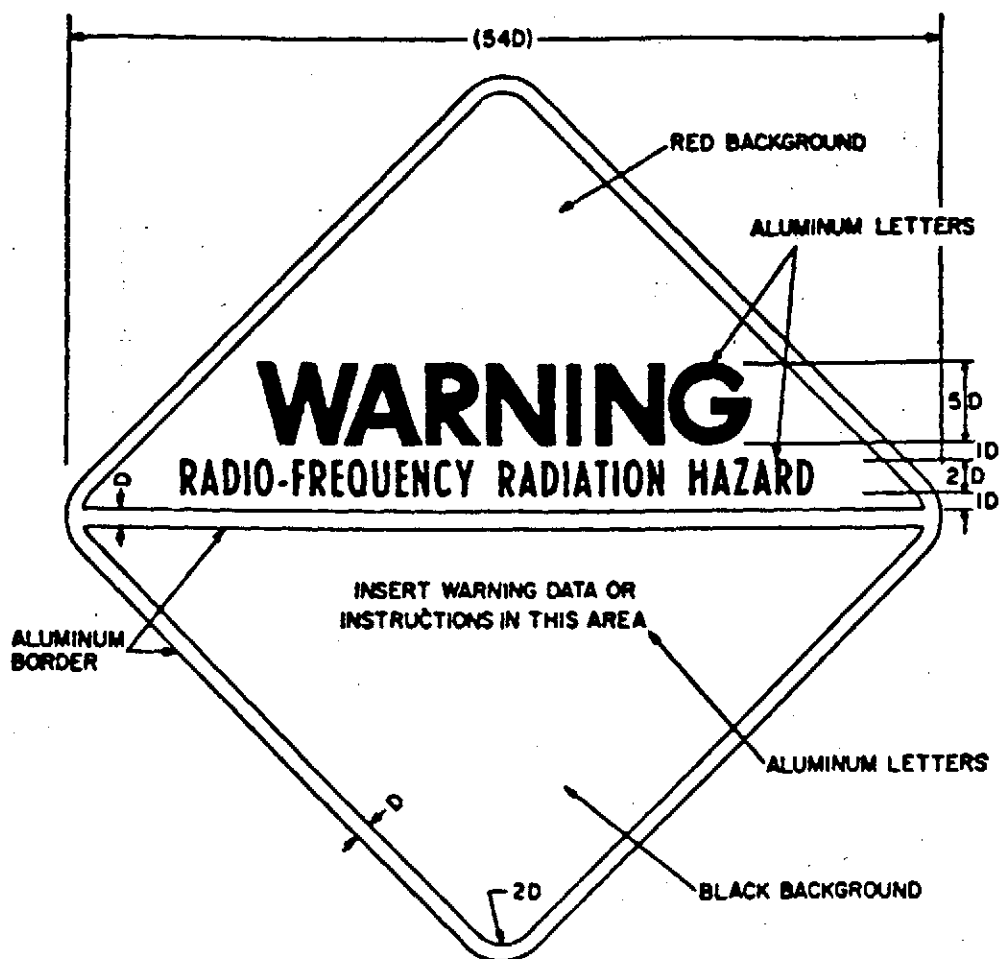 (54D)
RED BACKGROUND
ALUMINUM LETTERS
WARNING
5D
1D
RADIO-FREQUENCY RADIATION HAZARD
2D
1D
D
INSERT WARNING DATA OR
INSTRUCTIONS IN THIS AREA
ALUMINUM
BORDER
ALUMINUM LETTERS
D
2D
BLACK BACKGROUND